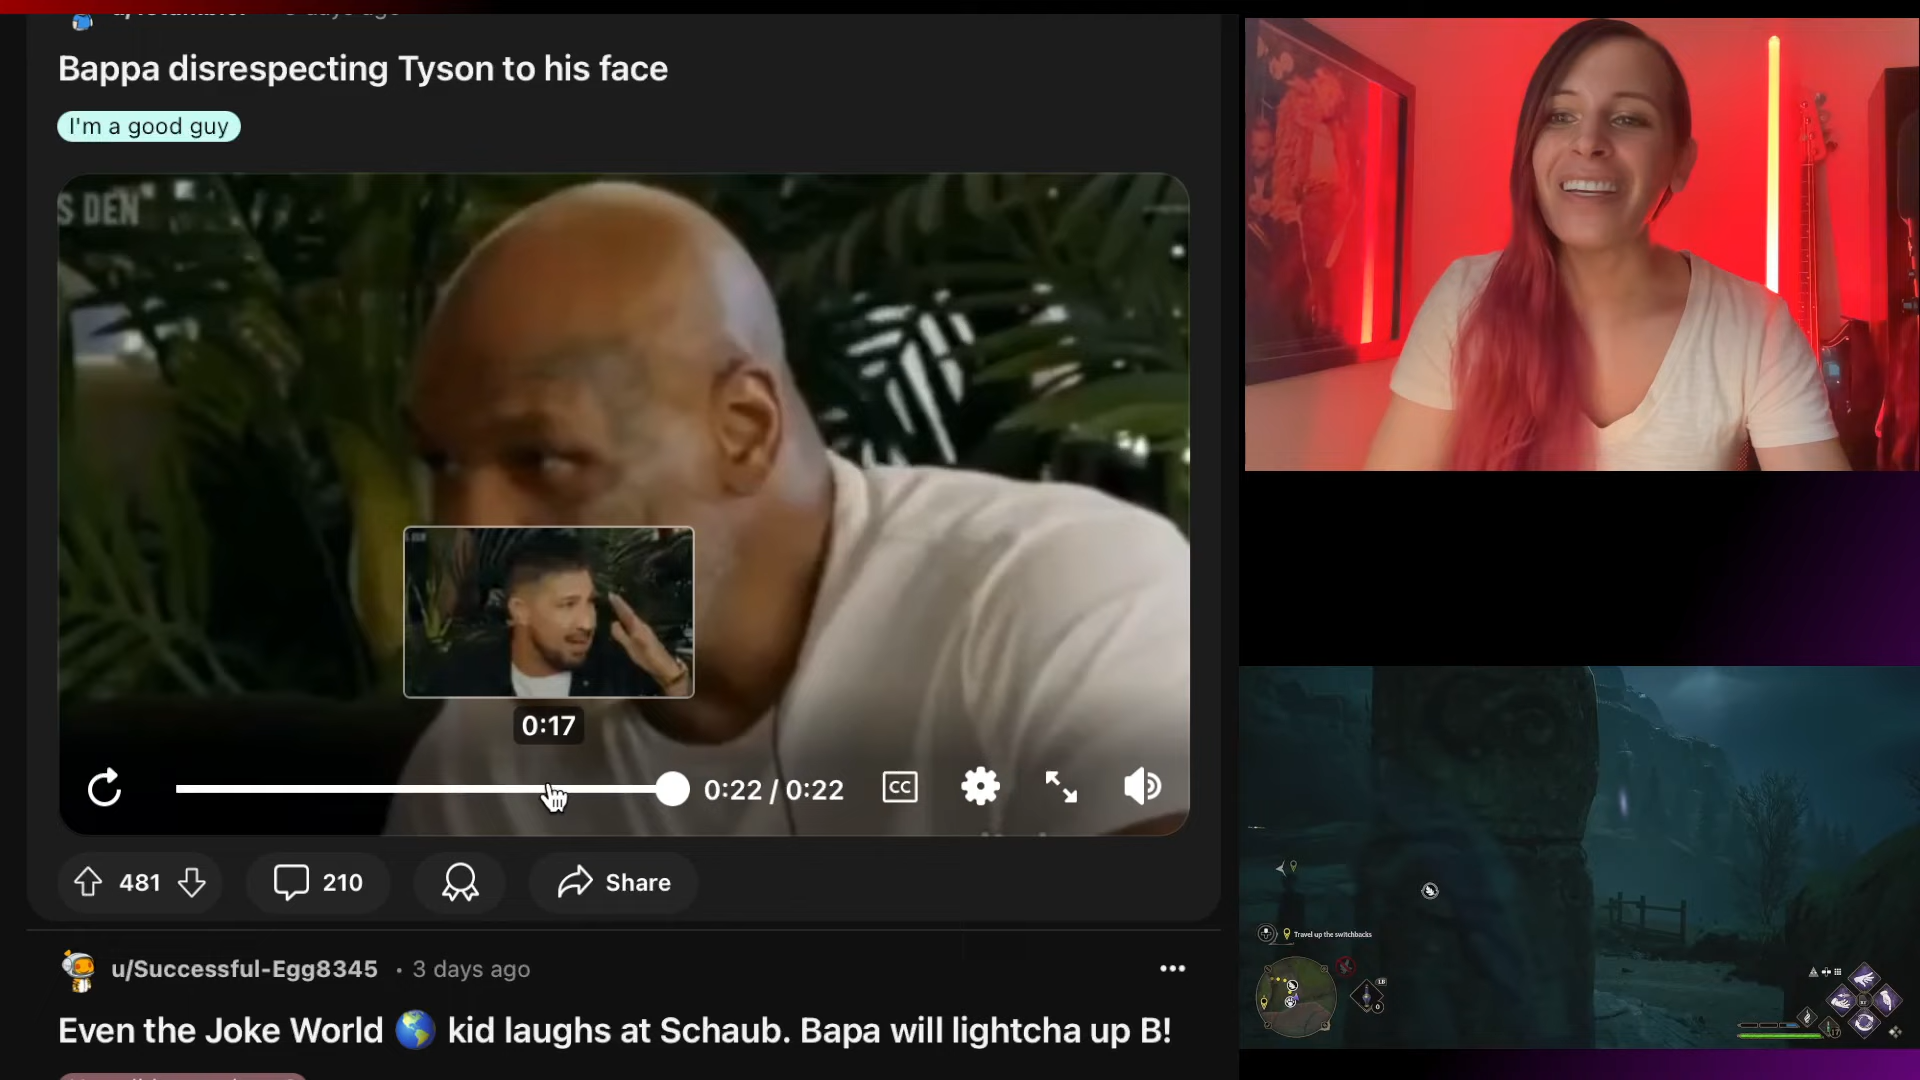 Bappa disrespecting Tyson to his face
I'm a good guy
S DEN
0:17
0:22 / 0:22
CC
481
210
Share
u/Successful-Egg8345 • 3 days ago
Even the Joke World 🌎 kid laughs at Schaub. Bapa will lightcha up B!
Travel up the switchbacks
LB